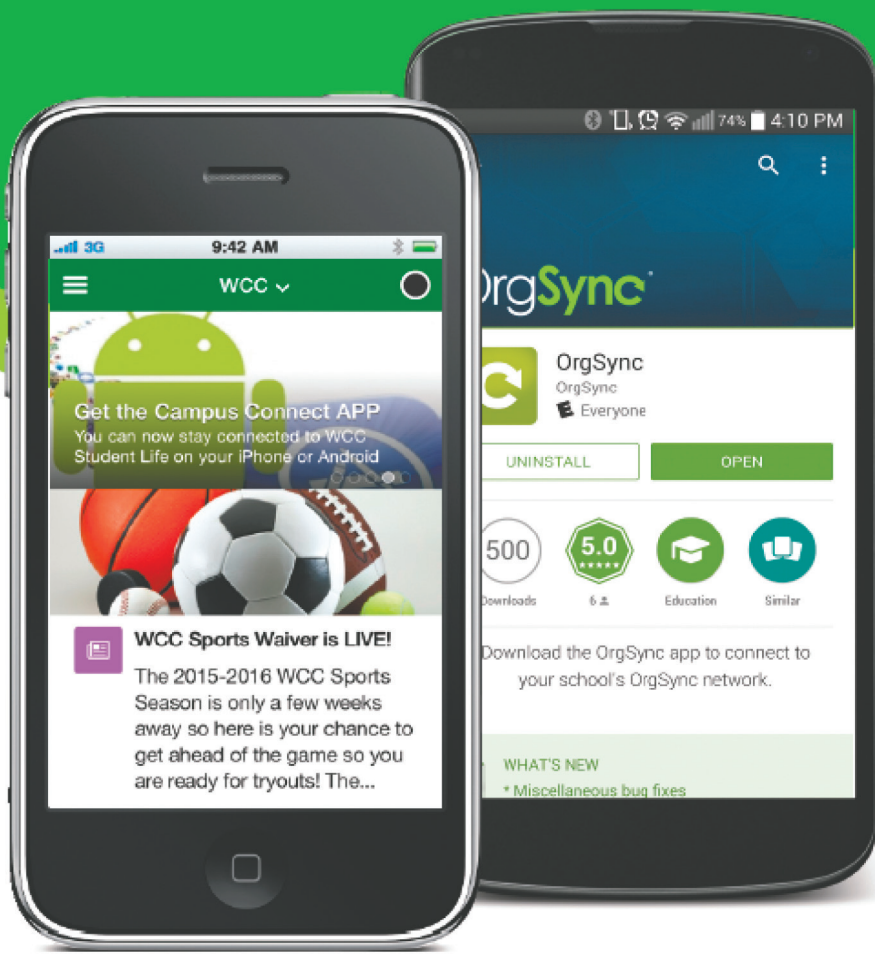 3G 9:42 AM
WCC
Get the Campus Connect APP
You can now stay connected to WCC
Student Life on your iPhone or Android
WCC Sports Waiver is LIVE!
The 2015-2016 WCC Sports
Season is only a few weeks
away so here is your chance to
get ahead of the game so you
are ready for tryouts! The...
74% 4:10 PM
OrgSync
OrgSync
OrgSync
E Everyone
UNINSTALL OPEN
500 5.0
Downloads 6 Education Similar
Download the OrgSync app to connect to
your school's OrgSync network.
WHAT'S NEW
* Miscellaneous bug fixes